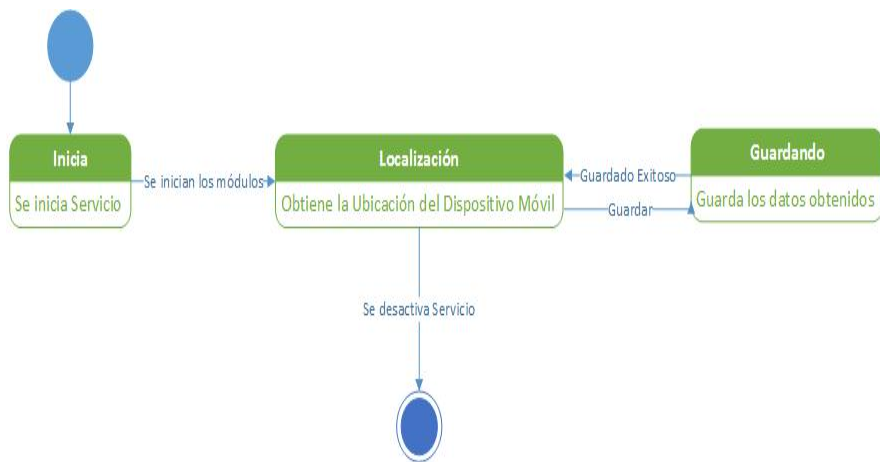 Inicia
Se inicia Servicio
Se inician los módulos
Localización
Obtiene la Ubicación del Dispositivo Móvil
Guardado Exitoso
Guardar
Guardando
Guarda los datos obtenidos
Se desactiva Servicio